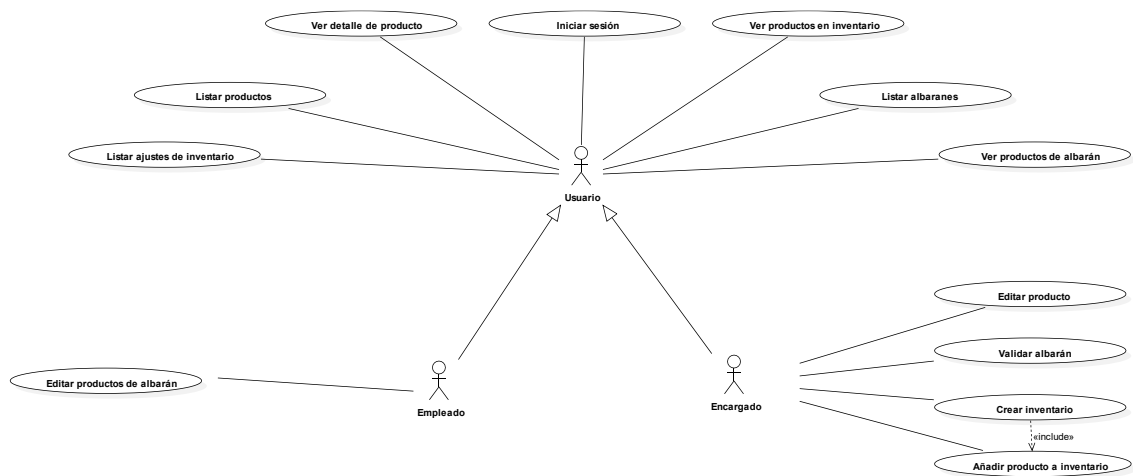 Ver detalle de producto
Iniciar sesión
Ver productos en inventario
Listar productos
Listar albaranes
Listar ajustes de inventario
Ver productos de albarán
Usuario
Editar producto
Validar albarán
Editar productos de albarán
Empleado
Encargado
Crear inventario
«include»
Añadir producto a inventario